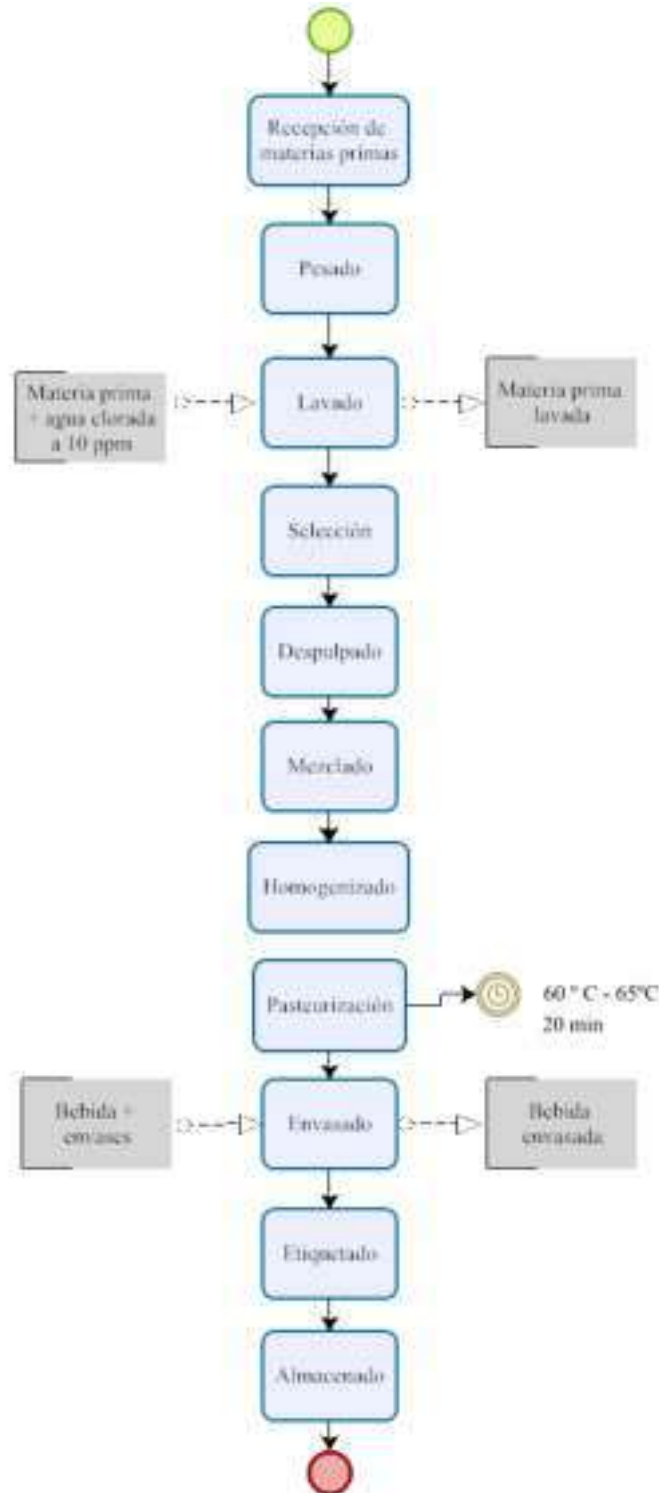 Recepción de
materias primas
Pesado
Materia prima
+ agua clorada
a 10 ppm
Lavado
Materia prima
lavada
Selección
Despulpado
Mezclado
Homogenizado
Pasteurización
60 ° C - 65°C
20 min
Bebida +
envases
Envasado
Bebida
envasada
Etiquetado
Almacenado